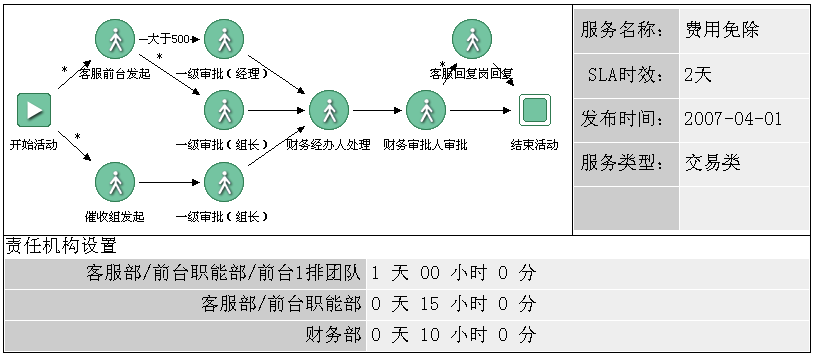 大于500
*
客服前台发起
*
一级审批（经理）
*
客服回复岗回复
开始活动
*
一级审批（组长）
财务经办人处理
财务审批人审批
结束活动
催收组发起
一级审批（组长）
服务名称： 费用免除
SLA时效： 2天
发布时间： 2007-04-01
服务类型： 交易类
责任机构设置
客服部/前台职能部/前台1排团队 1 天 00 小时 0 分
客服部/前台职能部 0 天 15 小时 0 分
财务部 0 天 10 小时 0 分